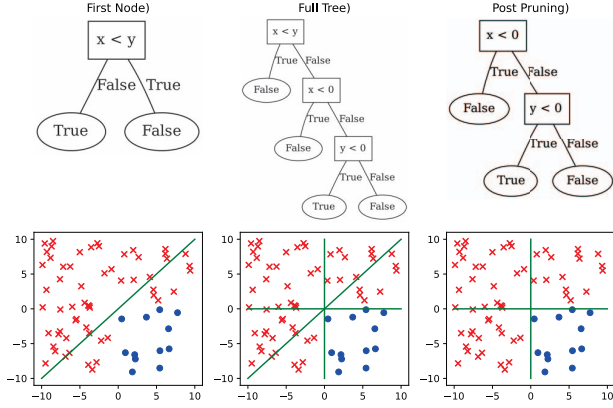 First Node)
x < y
False True
True False
Full Tree)
x < y
True False
False
x < 0
True False
False
y < 0
True False
True False
Post Pruning)
x < 0
True False
False
y < 0
True False
True False
10
5
0
−5
−10
−10 −5 0 5 10
10
5
0
−5
−10
−10 −5 0 5 10
10
5
0
−5
−10
−10 −5 0 5 10